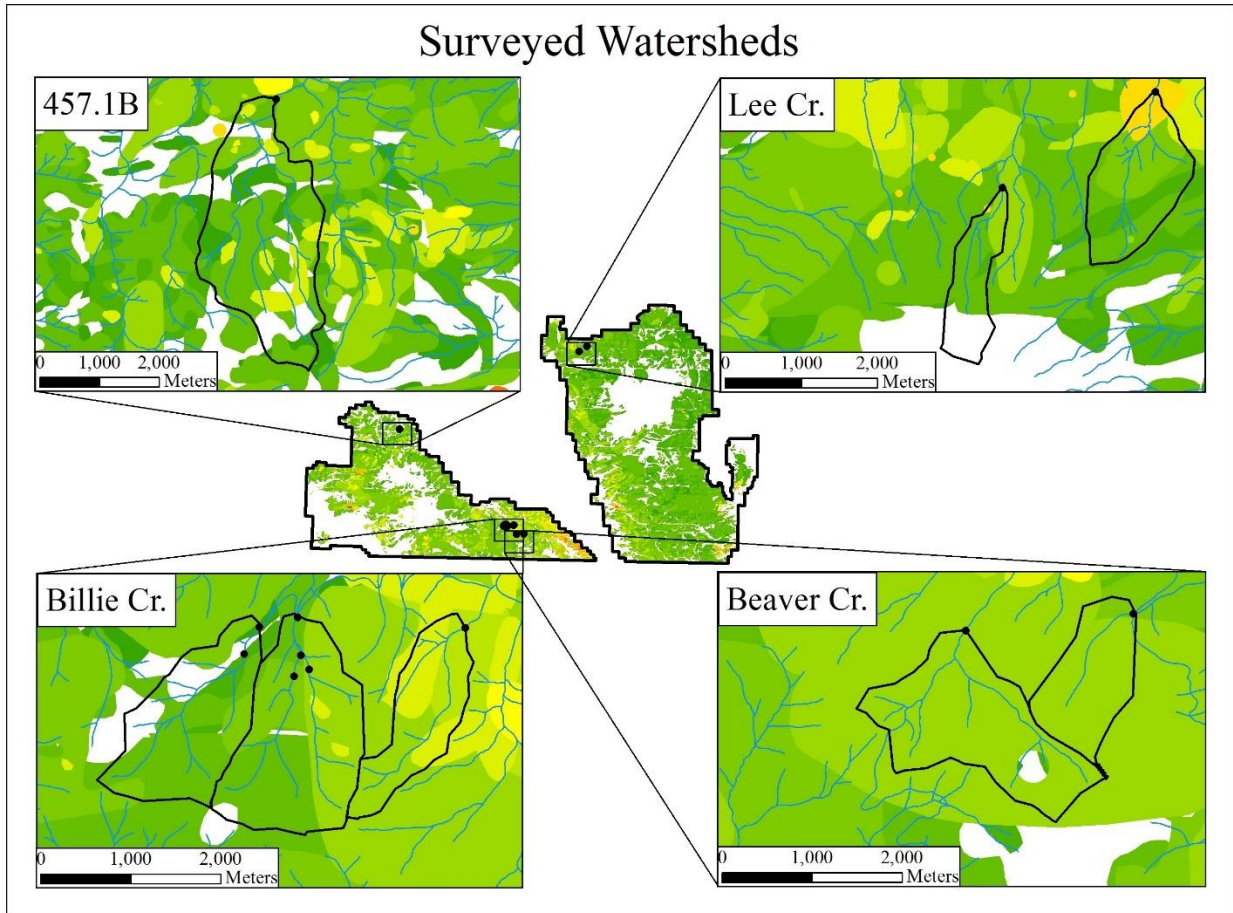 Surveyed Watersheds
457.1B
0 1,000 2,000
Meters
Lee Cr.
0 1,000 2,000
Meters
Billie Cr.
0 1,000 2,000
Meters
Beaver Cr.
0 1,000 2,000
Meters